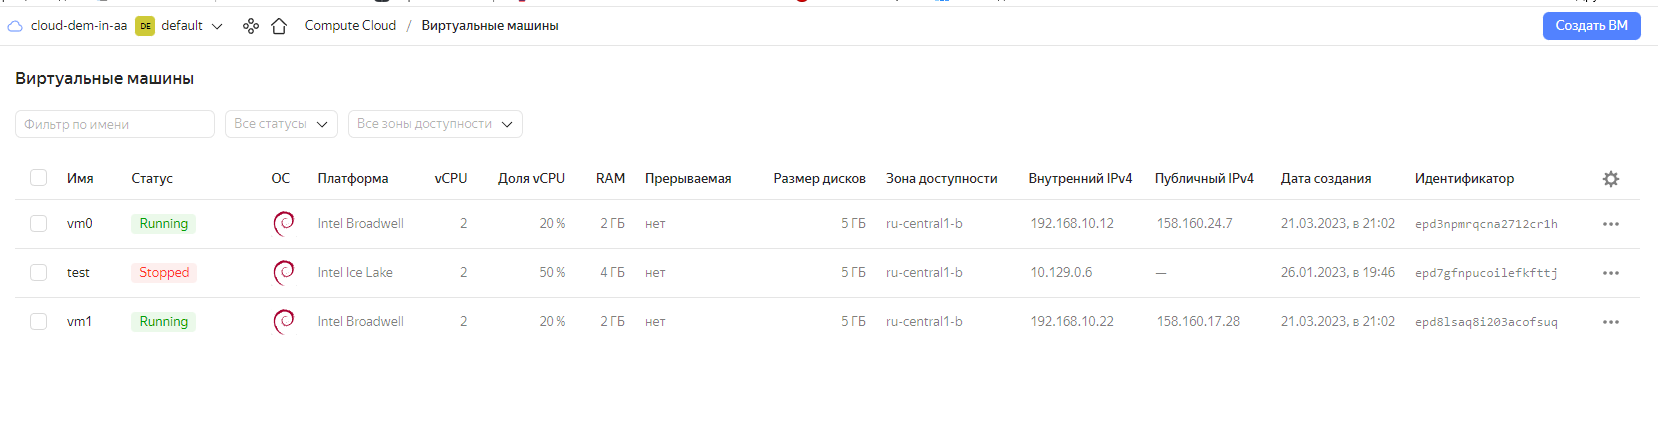 cloud-dem-in-aa DE default Compute Cloud / Виртуальные машины Создать ВМ
Виртуальные машины
Фильтр по имени Все статусы Все зоны доступности
Имя Статус ОС Платформа vCPU Доля vCPU RAM Прерываемая Размер дисков Зона доступности Внутренний IPv4 Публичный IPv4 Дата создания Идентификатор
vm0 Running Intel Broadwell 2 20 % 2 ГБ нет 5 ГБ ru-central1-b 192.168.10.12 158.160.24.7 21.03.2023, в 21:02 epd3npmrqcna2712cr1h
test Stopped Intel Ice Lake 2 50 % 4 ГБ нет 5 ГБ ru-central1-b 10.129.0.6 — 26.01.2023, в 19:46 epd7gfnpucoilefkfttj
vm1 Running Intel Broadwell 2 20 % 2 ГБ нет 5 ГБ ru-central1-b 192.168.10.22 158.160.17.28 21.03.2023, в 21:02 epd8lsaq8i203acofsuq